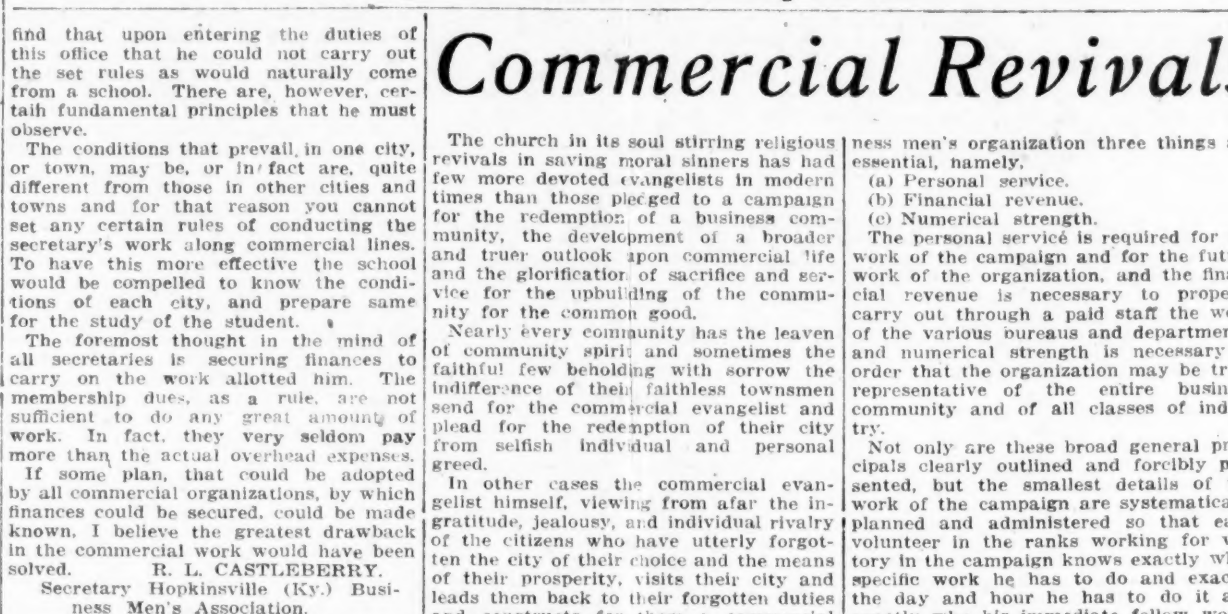 find that upon entering the duties of
this office that he could not carry out
the set rules as would naturally come
from a school. There are, however, cer-
taih fundamental principles that he must
observe.
The conditions that prevail in one city,
or town, may be, or in fact are, quite
different from those in other cities and
towns and for that reason you cannot
set any certain rules of conducting the
secretary's work along commercial lines.
To have this more effective the school
would be compelled to know the condi-
tions of each city, and prepare same
for the study of the student.
The foremost thought in the mind of
all secretaries is securing finances to
carry on the work allotted him. The
membership dues, as a rule, are not
sufficient to do any great amount of
work. In fact, they very seldom pay
more than the actual overhead expenses.
If some plan, that could be adopted
by all commercial organizations, by which
finances could be secured, could be made
known, I believe the greatest drawback
in the commercial work would have been
solved. R. L. CASTLEBERRY.
Secretary Hopkinsville (Ky.) Busi-
ness Men's Association.
Commercial Revivals
The church in its soul stirring religious
revivals in saving moral sinners has had
few more devoted evangelists in modern
times than those pledged to a campaign
for the redemption of a business com-
munity, the development of a broader
and truer outlook upon commercial life
and the glorification of sacrifice and ser-
vice for the upbuilding of the commu-
nity for the common good.
Nearly every community has the leaven
of community spirit and sometimes the
faithful few beholding with sorrow the
indifference of their faithless townsmen
send for the commercial evangelist and
plead for the redemption of their city
from selfish individual and personal
greed.
In other cases the commercial evan-
gelist himself, viewing from afar the in-
gratitude, jealousy, and individual rivalry
of the citizens who have utterly forgot-
ten the city of their choice and the means
of their prosperity, visits their city and
leads them back to their forgotten duties
ness men's organization three things
essential, namely,
(a) Personal service.
(b) Financial revenue.
(c) Numerical strength.
The personal service is required for
work of the campaign and for the fut
work of the organization, and the fina
cial revenue is necessary to prope
carry out through a paid staff the w
of the various bureaus and departmen
and numerical strength is necessary
order that the organization may be tr
representative of the entire busin
community and of all classes of ind
try.
Not only are these broad general pr
cipals clearly outlined and forcibly p
sented, but the smallest details of
work of the campaign are systematica
planned and administered so that e
volunteer in the ranks working for v
tory in the campaign knows exactly w
specific work he has to do and exac
the day and hour he has to do it a